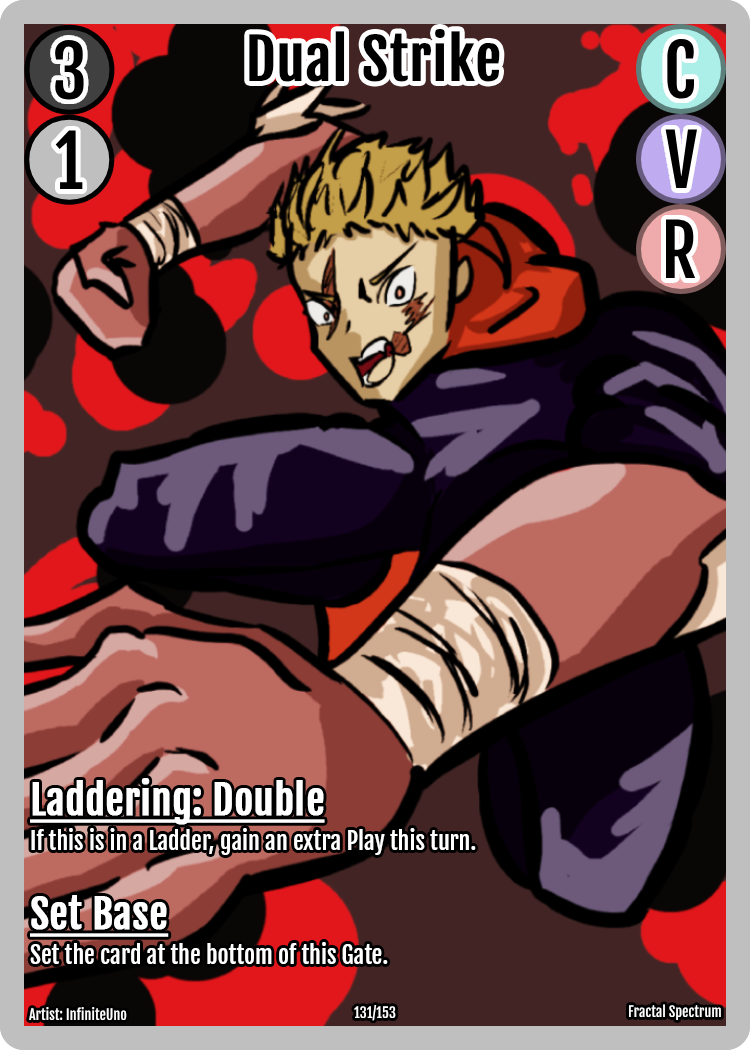 3
Dual Strike
C
1
V
R
Laddering: Double
If this is in a Ladder, gain an extra Play this turn.
Set Base
Set the card at the bottom of this Gate.
Artist: InfiniteUno
131/153
Fractal Spectrum